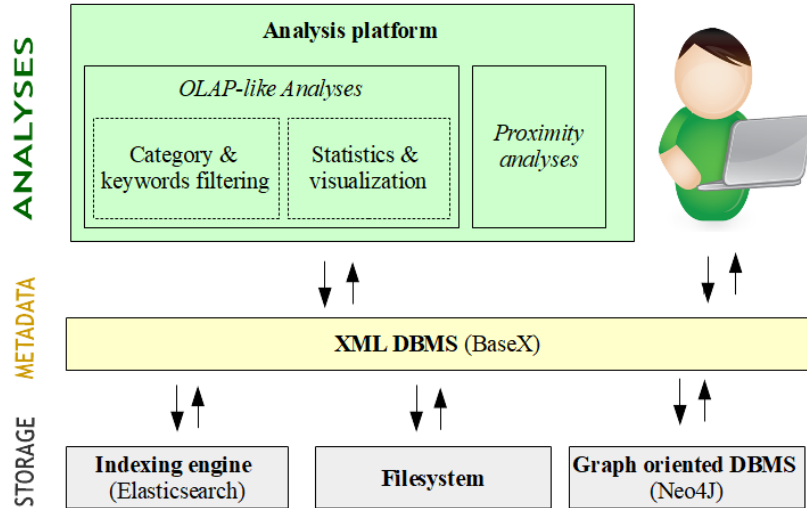 ANALYSES
Analysis platform
OLAP-like Analyses
Category &
keywords filtering
Statistics &
visualization
Proximity
analyses
METADATA
XML DBMS (BaseX)
STORAGE
Indexing engine
(Elasticsearch)
Filesystem
Graph oriented DBMS
(Neo4J)